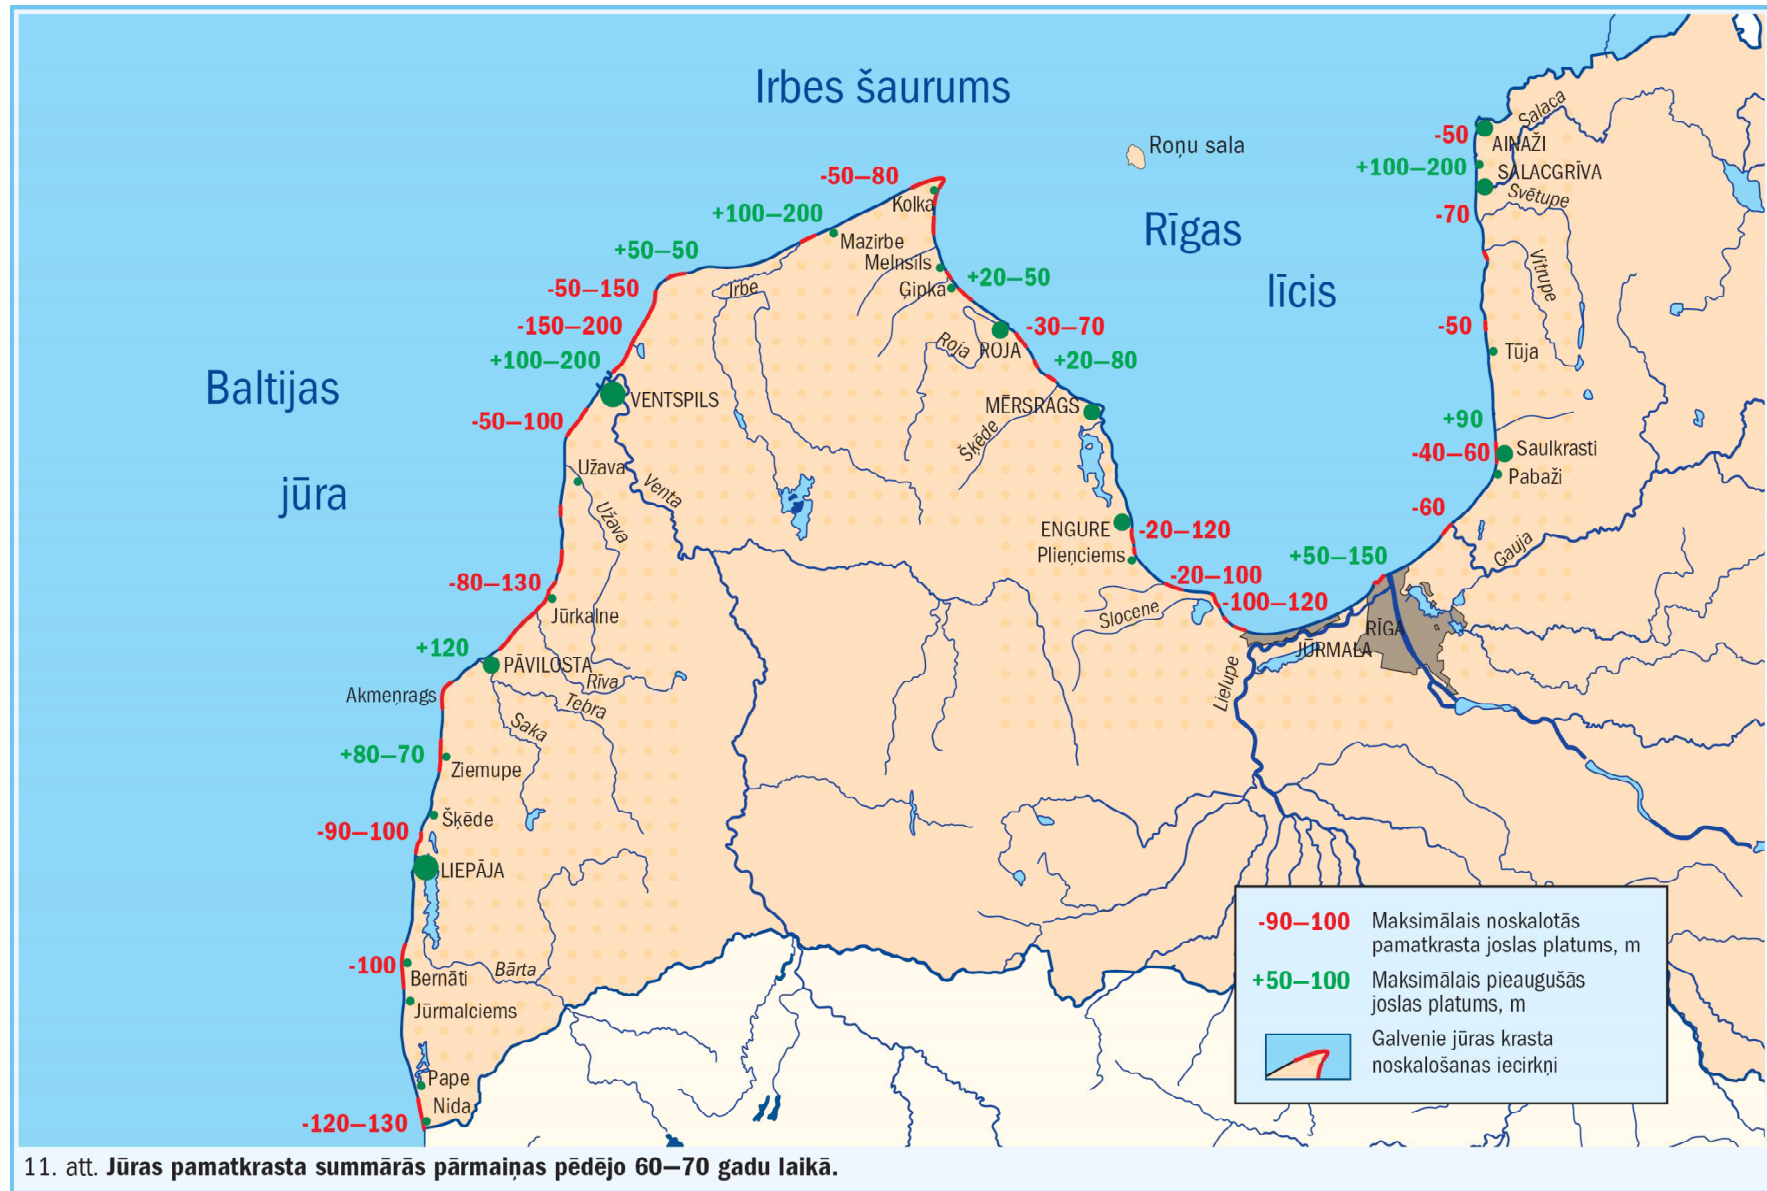 Irbes šaurums
Roņu sala
Rīgas
līcis
Baltijas
jūra
-50
AINAŽI
Salaca
+100–200
SALACGRĪVA
Svētupe
-70
Vitrupe
-50
Tūja
+90
-40–60
Saulkrasti
Pabaži
-60
Gauja
+50–150
RĪGA
JŪRMALA
Lielupe
-100–120
-20–100
Slocene
-20–120
ENGURE
Plieņciems
MĒRSRAGS
Šķēde
+20–80
-30–70
ROJA
Roja
+20–50
Ģipka
Melnsils
-50–80
Kolka
+100–200
Mazirbe
+50–50
Irbe
-50–150
-150–200
+100–200
VENTSPILS
-50–100
Užava
Užava
Venta
-80–130
Jūrkalne
+120
PĀVILOSTA
Rīva
Tebra
Saka
Akmeņrags
+80–70
Ziemupe
Šķēde
-90–100
LIEPĀJA
-100
Bernāti
Bārta
Jūrmalciems
Pape
Nida
-120–130
-90–100 Maksimālais noskalotās
pamatkrasta joslas platums, m
+50–100 Maksimālais pieaugušās
joslas platums, m
Galvenie jūras krasta
noskalošanas iecirkņi
11. att. Jūras pamatkrasta summārās pārmaiņas pēdējo 60–70 gadu laikā.